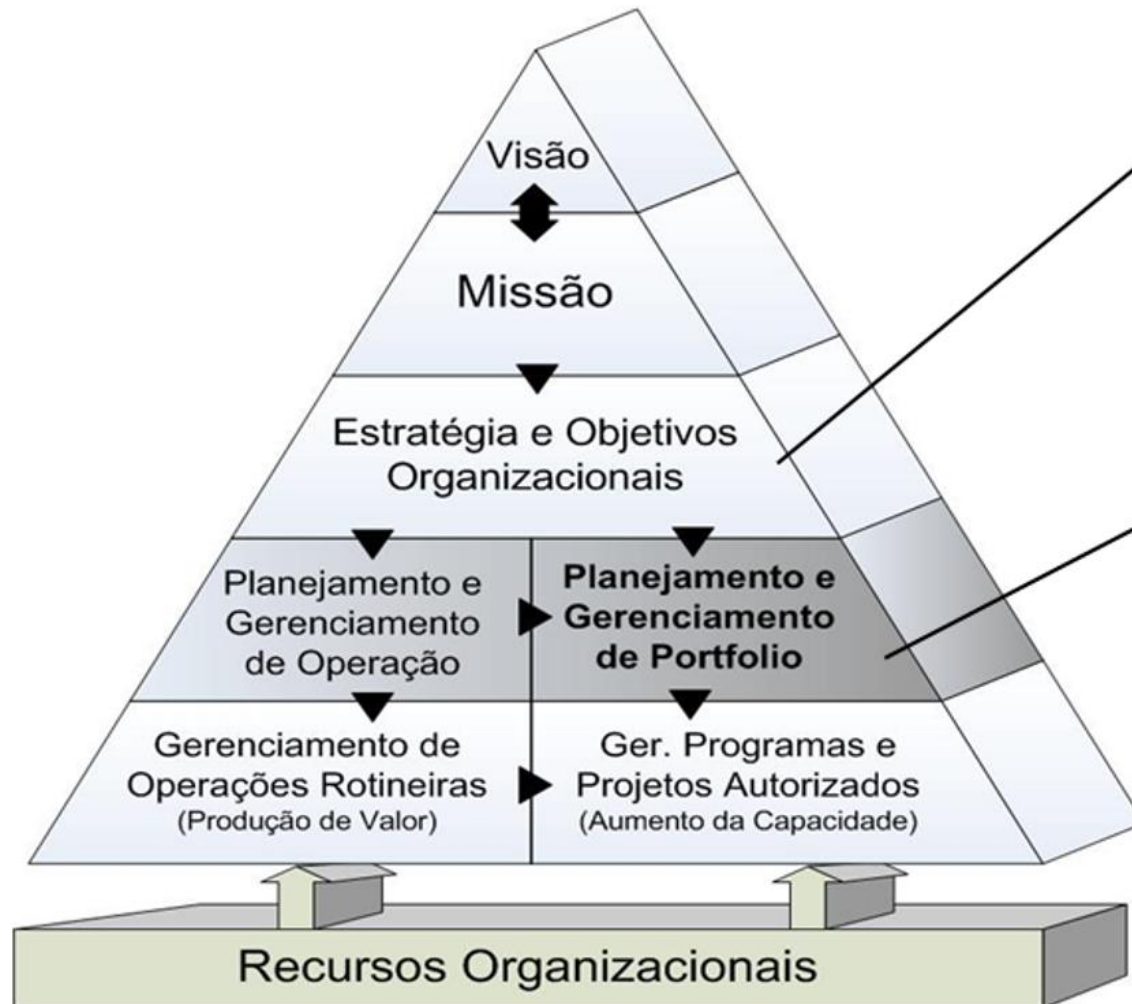 Visão
Missão
Estratégia e Objetivos
Organizacionais
Planejamento e
Gerenciamento
de Operação
Planejamento e
Gerenciamento
de Portfolio
Gerenciamento de
Operações Rotineiras
(Produção de Valor)
Ger. Programas e
Projetos Autorizados
(Aumento da Capacidade)
Recursos Organizacionais